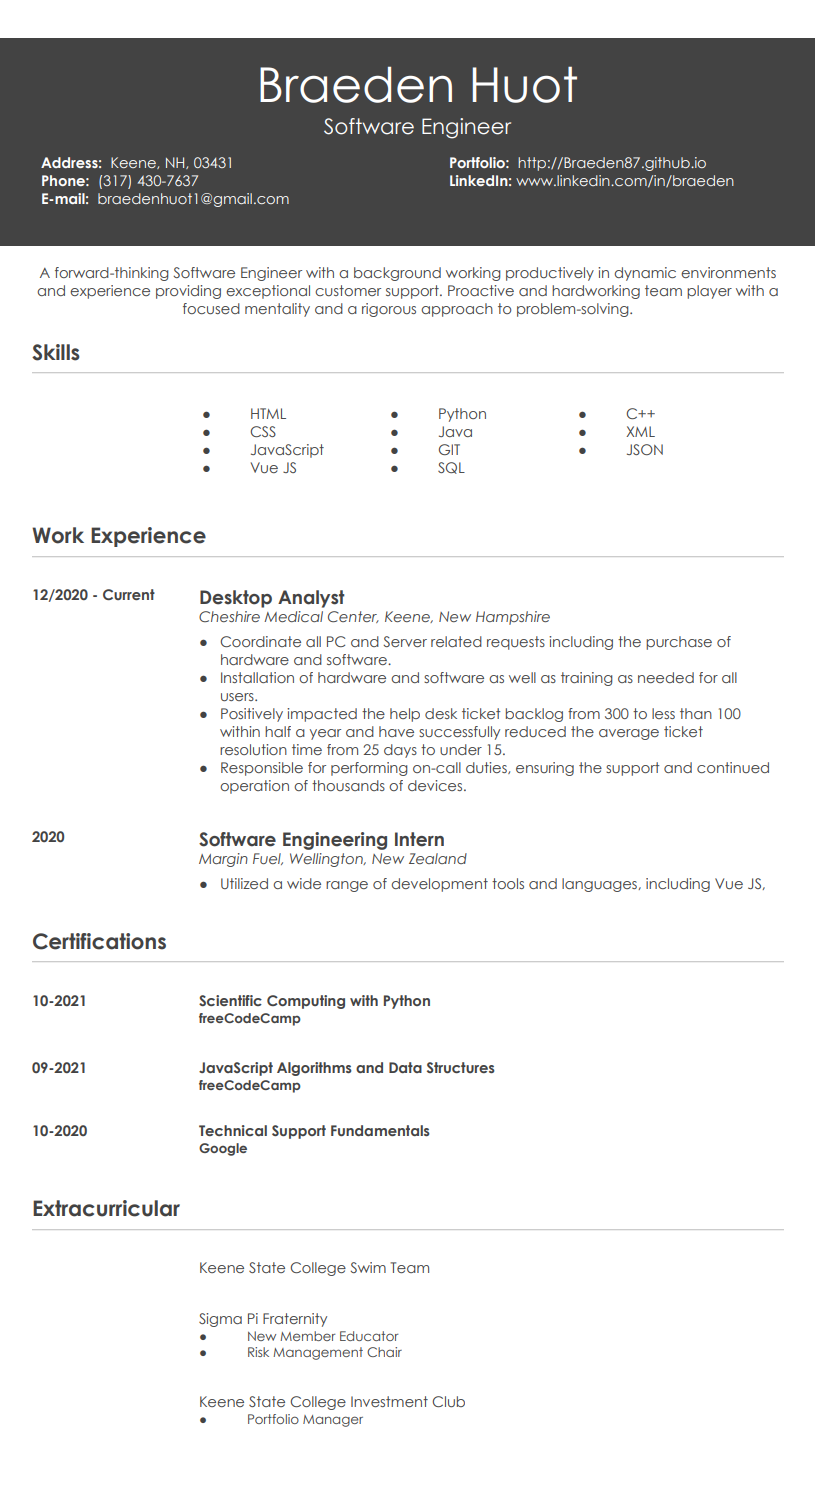 Braeden Huot
Software Engineer
Address: Keene, NH, 03431
Phone: (317) 430-7637
E-mail: braedenhuot1@gmail.com
Portfolio: http://Braeden87.github.io
LinkedIn: www.linkedin.com/in/braeden
A forward-thinking Software Engineer with a background working productively in dynamic environments
and experience providing exceptional customer support. Proactive and hardworking team player with a
focused mentality and a rigorous approach to problem-solving.
Skills
● HTML
● CSS
● JavaScript
● Vue JS
● Python
● Java
● GIT
● SQL
● C++
● XML
● JSON
Work Experience
12/2020 - Current
Desktop Analyst
Cheshire Medical Center, Keene, New Hampshire
● Coordinate all PC and Server related requests including the purchase of
hardware and software.
● Installation of hardware and software as well as training as needed for all
users.
● Positively impacted the help desk ticket backlog from 300 to less than 100
within half a year and have successfully reduced the average ticket
resolution time from 25 days to under 15.
● Responsible for performing on-call duties, ensuring the support and continued
operation of thousands of devices.
2020
Software Engineering Intern
Margin Fuel, Wellington, New Zealand
● Utilized a wide range of development tools and languages, including Vue JS,
Certifications
10-2021
Scientific Computing with Python
freeCodeCamp
09-2021
JavaScript Algorithms and Data Structures
freeCodeCamp
10-2020
Technical Support Fundamentals
Google
Extracurricular
Keene State College Swim Team
Sigma Pi Fraternity
● New Member Educator
● Risk Management Chair
Keene State College Investment Club
● Portfolio Manager